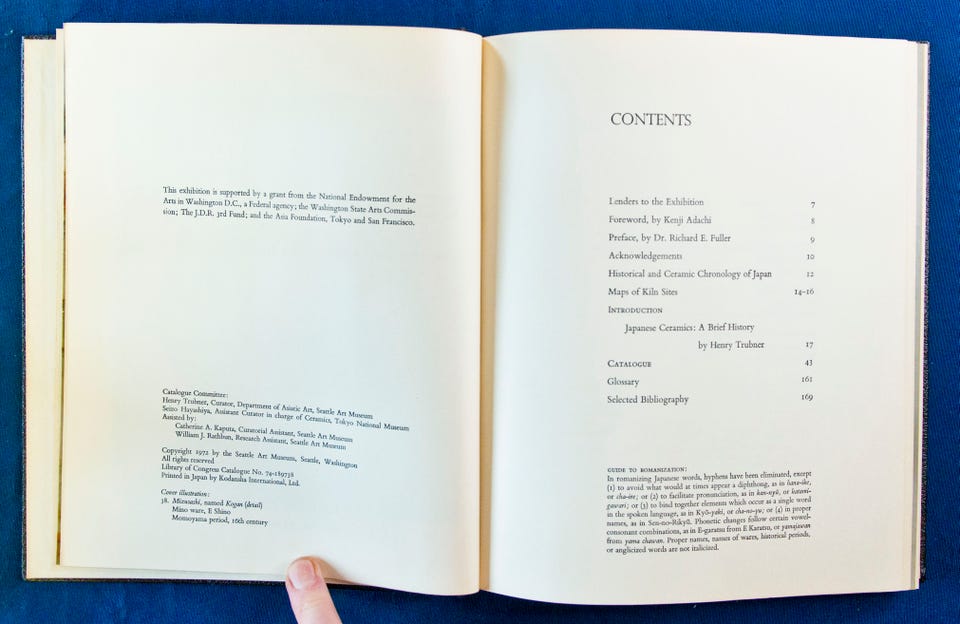 This exhibition is supported by a grant from the National Endowment for the
Arts in Washington D.C., a Federal agency; the Washington State Arts Commis-
sion; The J.D.R. 3rd Fund; and the Asia Foundation, Tokyo and San Francisco.
Catalogue Committee:
Henry Trubner, Curator, Department of Asiatic Art, Seattle Art Museum
Seizo Hayashiya, Assistant Curator in charge of Ceramics, Tokyo National Museum
Assisted by:
Catherine A. Kaputa, Curatorial Assistant, Seattle Art Museum
William J. Rathbun, Research Assistant, Seattle Art Museum
Copyright 1972 by the Seattle Art Museum, Seattle, Washington
All rights reserved
Library of Congress Catalogue No. 74-189738
Printed in Japan by Kodansha International, Ltd.
Cover illustration:
38. Mizusashi, named Kogan (detail)
Mino ware, E Shino
Momoyama period, 16th century
CONTENTS
Lenders to the Exhibition 7
Foreword, by Kenji Adachi 8
Preface, by Dr. Richard E. Fuller 9
Acknowledgements 10
Historical and Ceramic Chronology of Japan 12
Maps of Kiln Sites 14–16
INTRODUCTION
Japanese Ceramics: A Brief History
by Henry Trubner 17
CATALOGUE 43
Glossary 161
Selected Bibliography 169
GUIDE TO ROMANIZATION:
In romanizing Japanese words, hyphens have been eliminated, except
(1) to avoid what would at times appear a diphthong, as in hana-ike,
or cha-ire; or (2) to facilitate pronunciation, as in kan-nyū, or katami-
gawari; or (3) to bind together elements which occur as a single word
in the spoken language, as in Kyō-yaki, or cha-no-yu; or (4) in proper
names, as in Sen-no-Rikyū. Phonetic changes follow certain vowel-
consonant combinations, as in E-garatsu from E Karatsu, or yamajawan
from yama chawan. Proper names, names of wares, historical periods,
or anglicized words are not italicized.